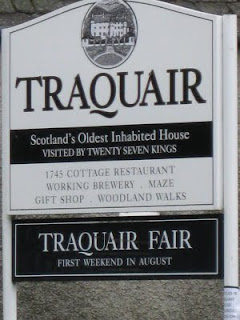 TRAQUAIR
Scotland's Oldest Inhabited House
VISITED BY TWENTY SEVEN KINGS
1743 COTTAGE RESTAURANT
WORKING BREWERY . MAZE
GIFT SHOP . WOODLAND WALKS
TRAQUAIR FAIR
FIRST WEEKEND IN AUGUST